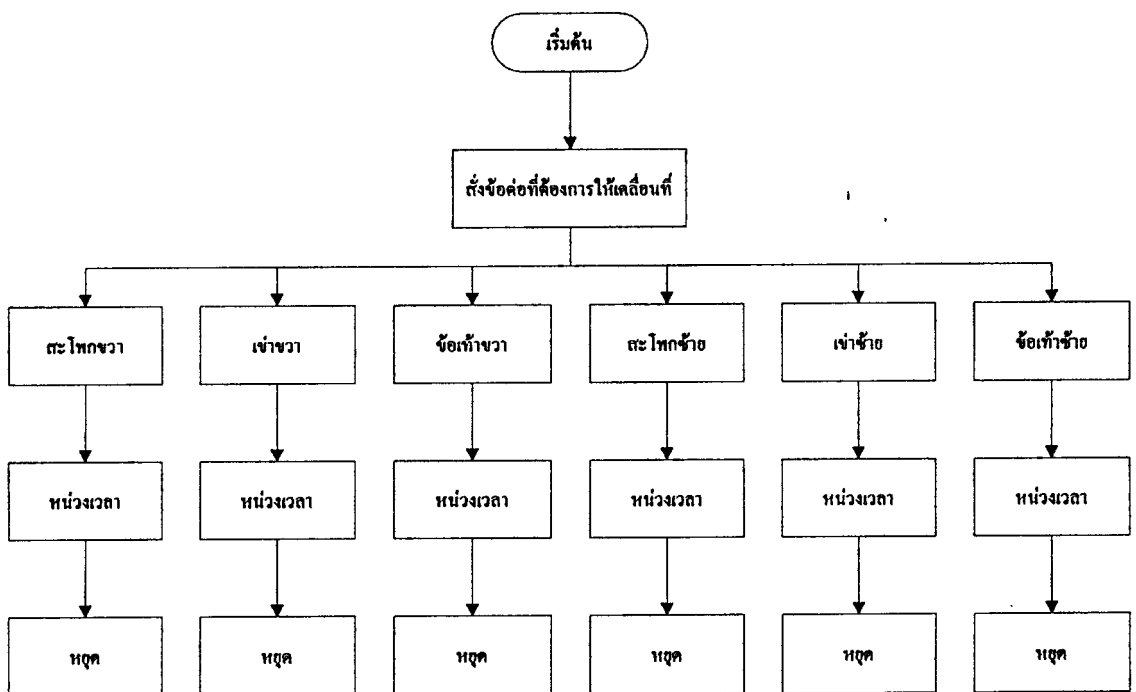 เริ่มต้น
สั่งข้อต่อที่ต้องการให้เคลื่อนที่
สะโพกขวา
เข่าขวา
ข้อเท้าขวา
สะโพกซ้าย
เข่าซ้าย
ข้อเท้าซ้าย
หน่วงเวลา
หน่วงเวลา
หน่วงเวลา
หน่วงเวลา
หน่วงเวลา
หน่วงเวลา
หยุด
หยุด
หยุด
หยุด
หยุด
หยุด